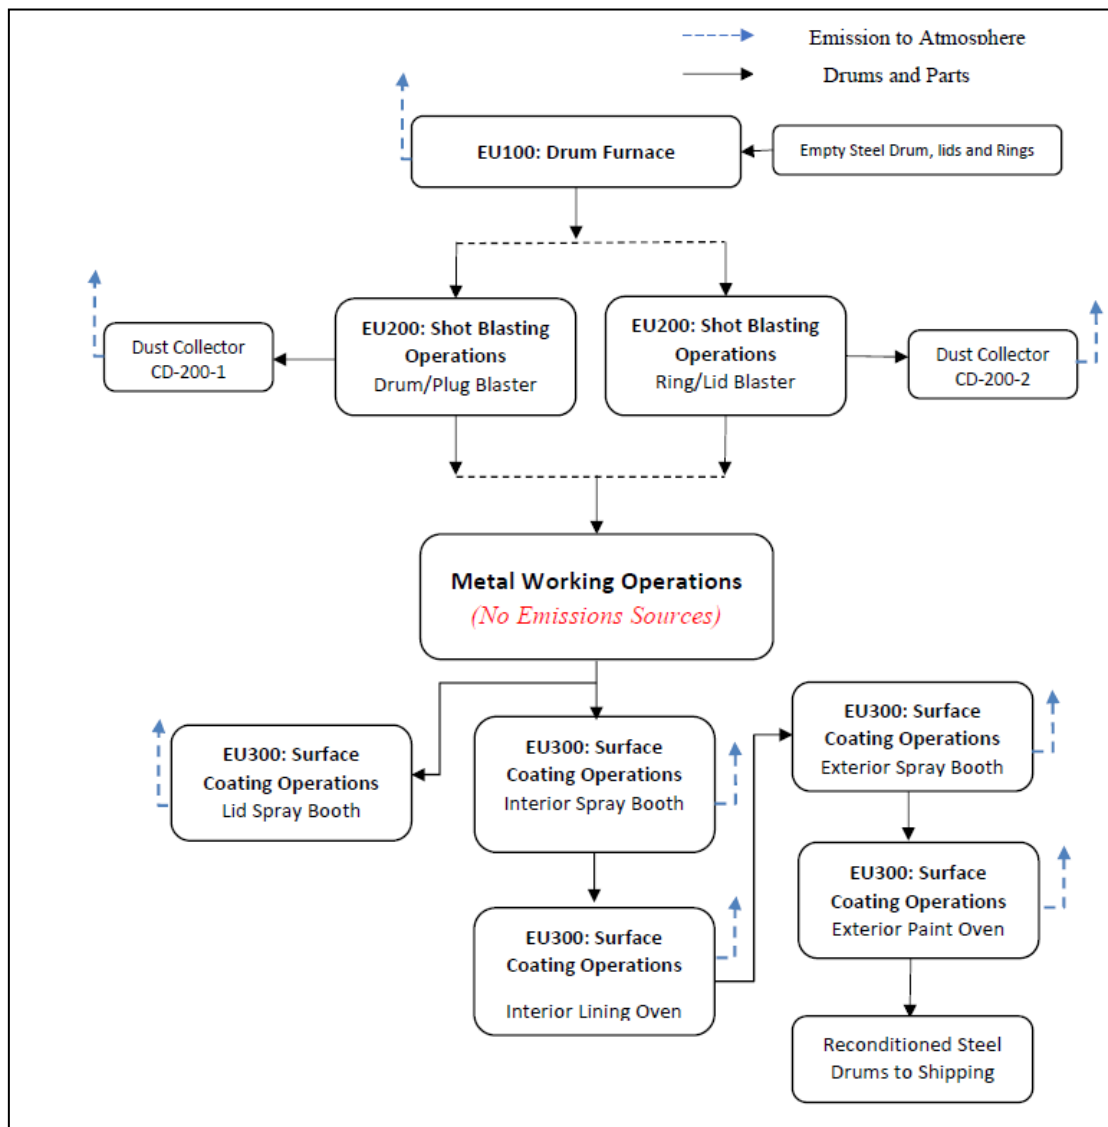 Emission to Atmosphere
Drums and Parts
EU100: Drum Furnace
Empty Steel Drum, lids and Rings
EU200: Shot Blasting
Operations
Drum/Plug Blaster
EU200: Shot Blasting
Operations
Ring/Lid Blaster
Dust Collector
CD-200-1
Dust Collector
CD-200-2
Metal Working Operations
(No Emissions Sources)
EU300: Surface
Coating Operations
Lid Spray Booth
EU300: Surface
Coating Operations
Interior Spray Booth
EU300: Surface
Coating Operations
Interior Lining Oven
EU300: Surface
Coating Operations
Exterior Spray Booth
EU300: Surface
Coating Operations
Exterior Paint Oven
Reconditioned Steel
Drums to Shipping